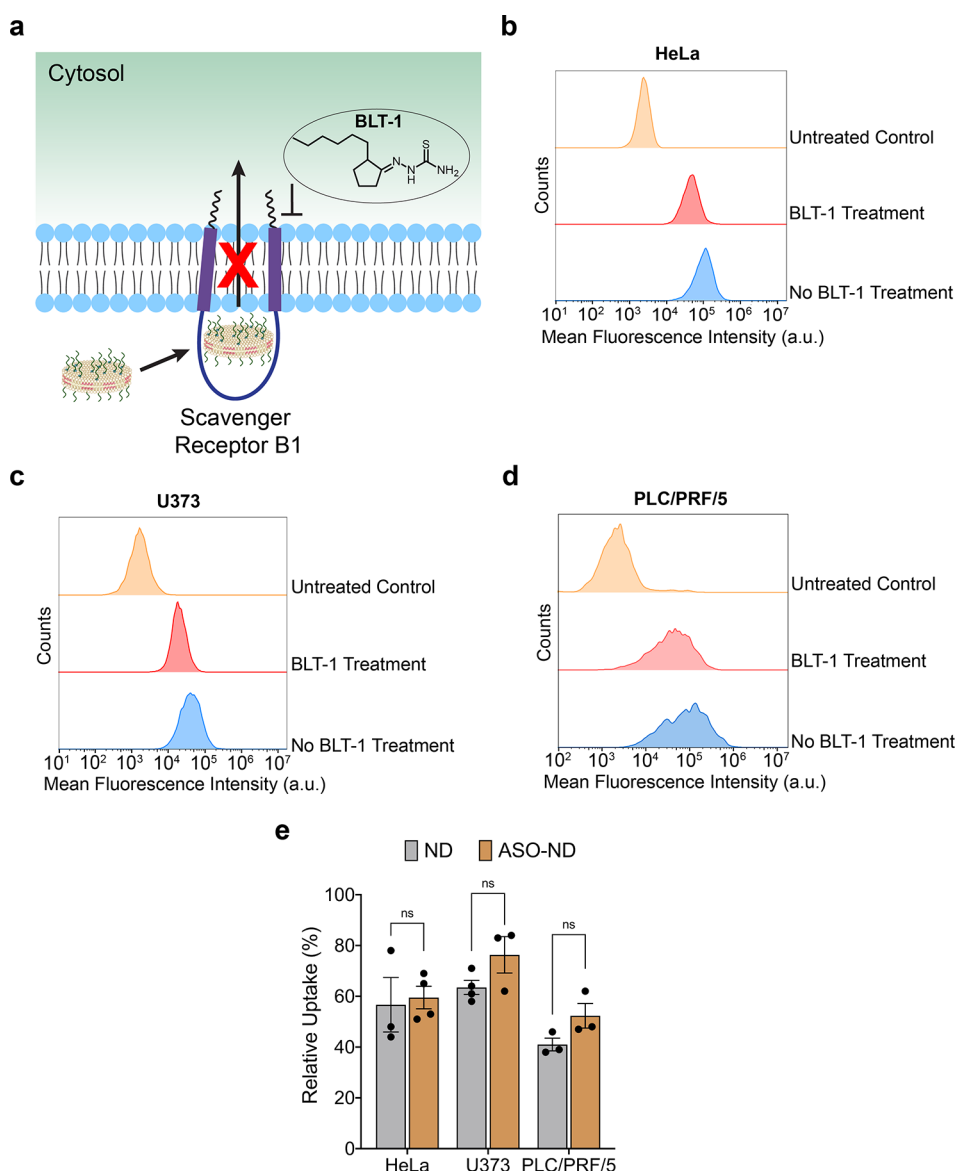 a
Cytosol
BLT-1
N
N
H
S
NH2
X
Scavenger
Receptor B1
b
HeLa
Counts
Untreated Control
BLT-1 Treatment
No BLT-1 Treatment
10¹ 10² 10³ 10⁴ 10⁵ 10⁶ 10⁷
Mean Fluorescence Intensity (a.u.)
c
U373
Counts
Untreated Control
BLT-1 Treatment
No BLT-1 Treatment
10¹ 10² 10³ 10⁴ 10⁵ 10⁶ 10⁷
Mean Fluorescence Intensity (a.u.)
d
PLC/PRF/5
Counts
Untreated Control
BLT-1 Treatment
No BLT-1 Treatment
10² 10³ 10⁴ 10⁵ 10⁶ 10⁷
Mean Fluorescence Intensity (a.u.)
e
ND ASO-ND
Relative Uptake (%)
100
80
60
40
20
0
ns
ns
ns
HeLa U373 PLC/PRF/5